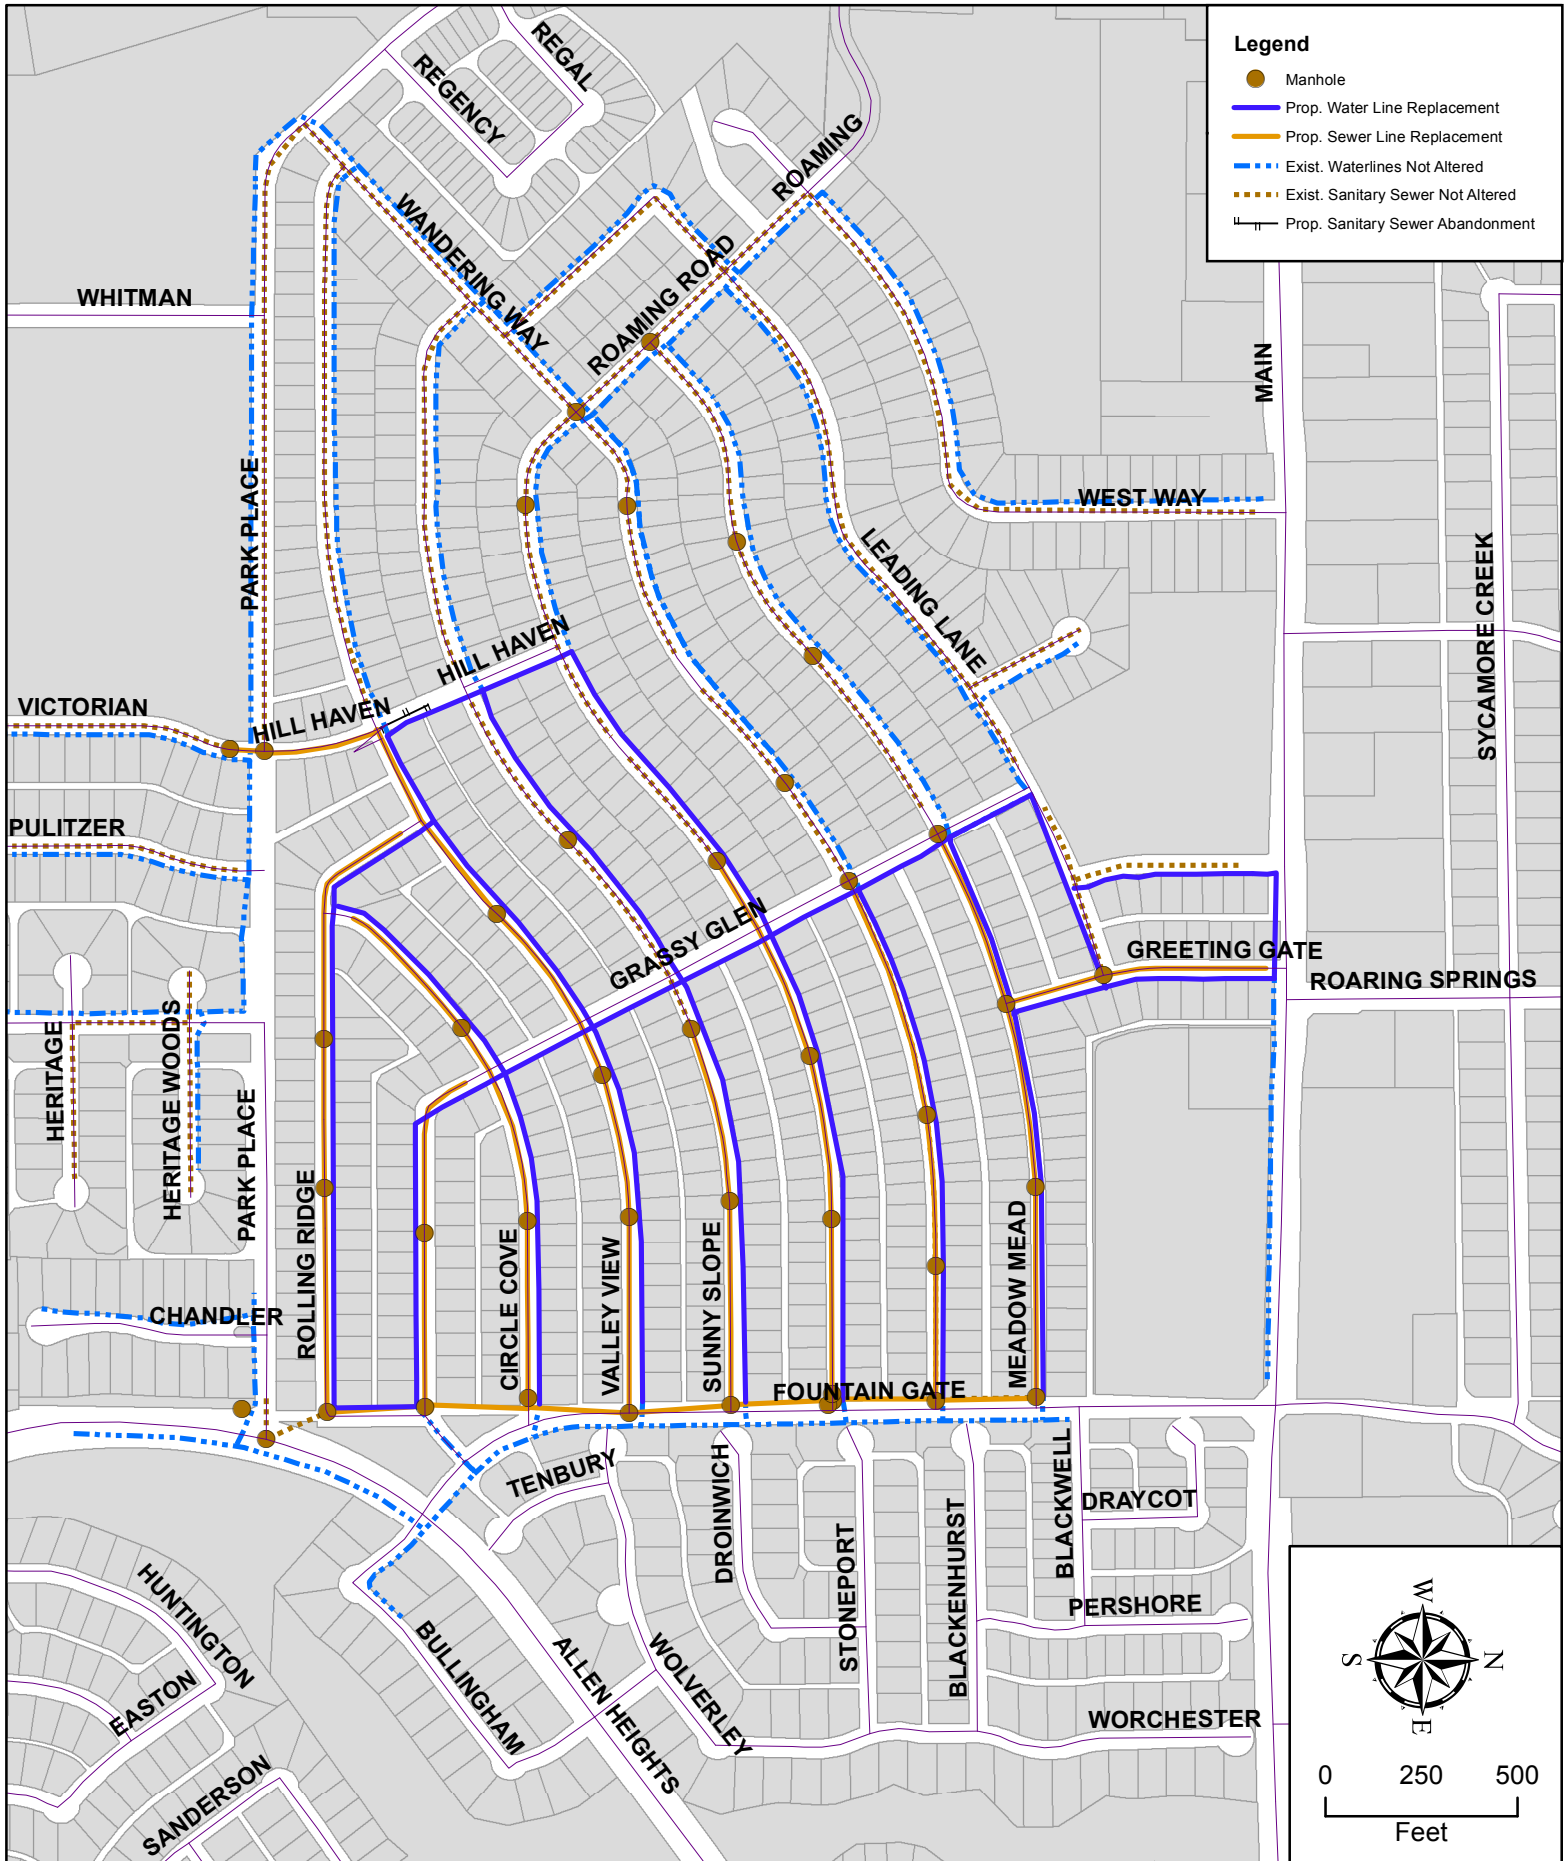 REGAL
REGENCY
ROAMING
Legend
Manhole
Prop. Water Line Replacement
Prop. Sewer Line Replacement
Exist. Waterlines Not Altered
Exist. Sanitary Sewer Not Altered
Prop. Sanitary Sewer Abandonment
WANDERING WAY
ROAMING ROAD
WHITMAN
MAIN
PARK PLACE
WEST WAY
LEADING LANE
SYCAMORE CREEK
HILL HAVEN
HILL HAVEN
VICTORIAN
PULITZER
GRASSY GLEN
GREETING GATE
ROARING SPRINGS
HERITAGE
HERITAGE WOODS
PARK PLACE
ROLLING RIDGE
CIRCLE COVE
VALLEY VIEW
SUNNY SLOPE
MEADOW MEAD
CHANDLER
FOUNTAIN GATE
TENBURY
DROINWICH
STONEPORT
BLACKENHURST
BLACKWELL
DRAYCOT
PERSHORE
WORCHESTER
HUNTINGTON
EASTON
SANDERSON
BULLINGHAM
ALLEN HEIGHTS
WOLVERLEY
W
S
N
E
0 250 500
Feet